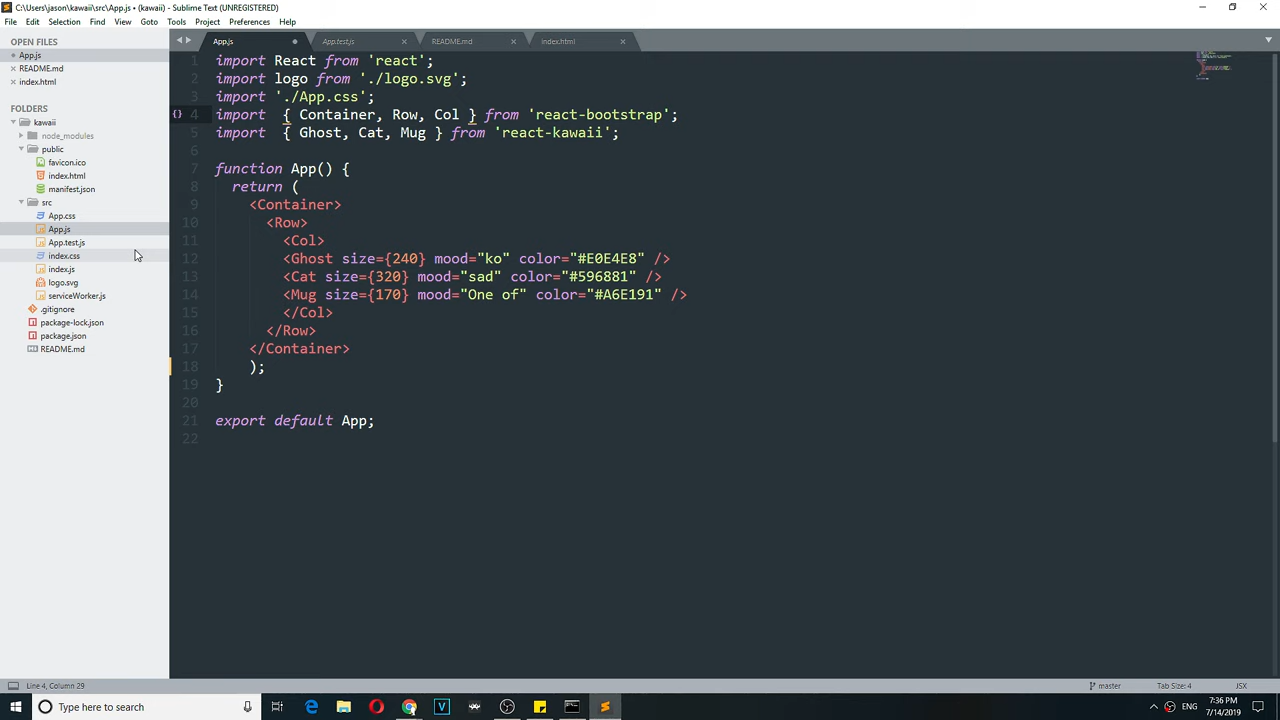 C:\Users\jason\kawaii\src\App.js • (kawaii) - Sublime Text (UNREGISTERED)
File Edit Selection Find View Goto Tools Project Preferences Help
OPEN FILES
App.js
README.md
index.html
FOLDERS
kawaii
node_modules
public
favicon.ico
index.html
manifest.json
src
App.css
App.js
App.test.js
index.css
index.js
logo.svg
serviceWorker.js
.gitignore
package-lock.json
package.json
README.md
App.js App.test.js README.md index.html
1 import React from 'react';
2 import logo from './logo.svg';
3 import './App.css';
{} 4 import { Container, Row, Col } from 'react-bootstrap';
5 import { Ghost, Cat, Mug } from 'react-kawaii';
6
7 function App() {
8 return (
9 <Container>
10 <Row>
11 <Col>
12 <Ghost size={240} mood="ko" color="#E0E4E8" />
13 <Cat size={320} mood="sad" color="#596881" />
14 <Mug size={170} mood="One of" color="#A6E191" />
15 </Col>
16 </Row>
17 </Container>
18 );
19 }
20
21 export default App;
22
Line 4, Column 29
master Tab Size: 4 JSX
Type here to search
V
ENG
7:36 PM
7/14/2019